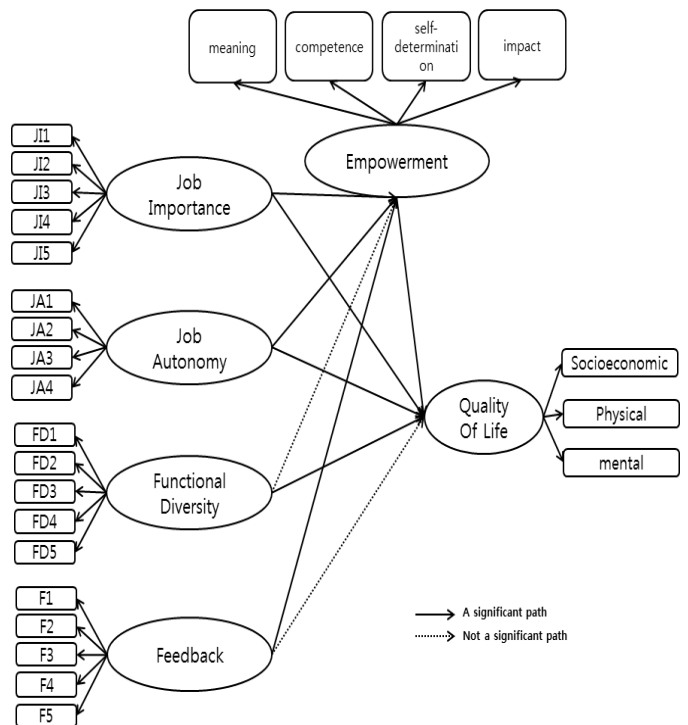 meaning
competence
self-
determinati
on
impact
Empowerment
JI1
JI2
JI3
JI4
JI5
Job
Importance
JA1
JA2
JA3
JA4
Job
Autonomy
Quality
Of Life
Socioeconomic
Physical
mental
FD1
FD2
FD3
FD4
FD5
Functional
Diversity
F1
F2
F3
F4
F5
Feedback
A significant path
Not a significant path